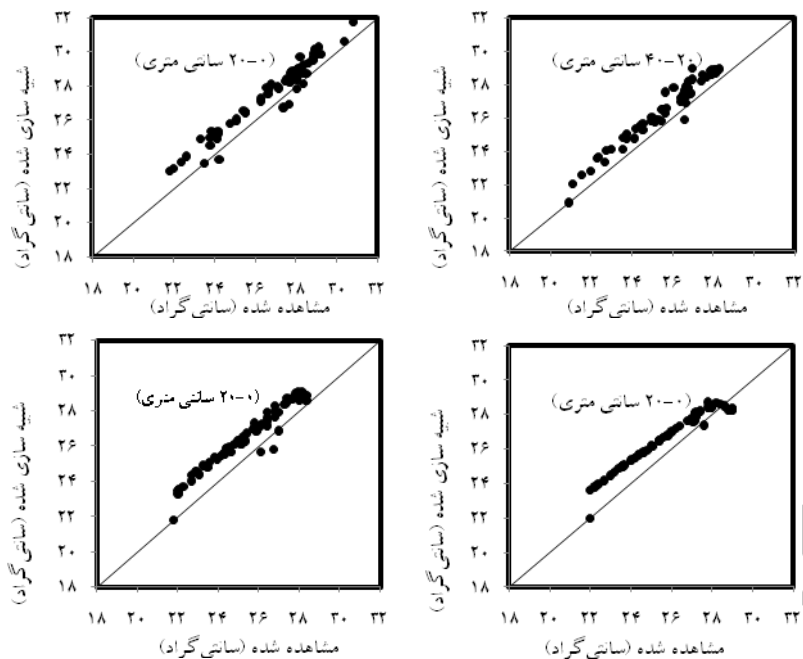 ۳۲
۳۰
۲۸
۲۶
۲۴
۲۲
۲۰
۱۸
شبیه سازی شده (سانتی‌گراد)
(۰-۲۰ سانتی متری)
۱۸ ۲۰ ۲۲ ۲۴ ۲۶ ۲۸ ۳۰ ۳۲
مشاهده شده (سانتی‌گراد)
۳۲
۳۰
۲۸
۲۶
۲۴
۲۲
۲۰
۱۸
شبیه سازی شده (سانتی‌گراد)
(۲۰-۴۰ سانتی متری)
۱۸ ۲۰ ۲۲ ۲۴ ۲۶ ۲۸ ۳۰ ۳۲
مشاهده شده (سانتی‌گراد)
۳۲
۳۰
۲۸
۲۶
۲۴
۲۲
۲۰
۱۸
شبیه سازی شده (سانتی‌گراد)
(۰-۲۰ سانتی متری)
۱۸ ۲۰ ۲۲ ۲۴ ۲۶ ۲۸ ۳۰ ۳۲
مشاهده شده (سانتی‌گراد)
۳۲
۳۰
۲۸
۲۶
۲۴
۲۲
۲۰
۱۸
شبیه سازی شده (سانتی‌گراد)
(۰-۲۰ سانتی متری)
۱۸ ۲۰ ۲۲ ۲۴ ۲۶ ۲۸ ۳۰ ۳۲
مشاهده شده (سانتی‌گراد)